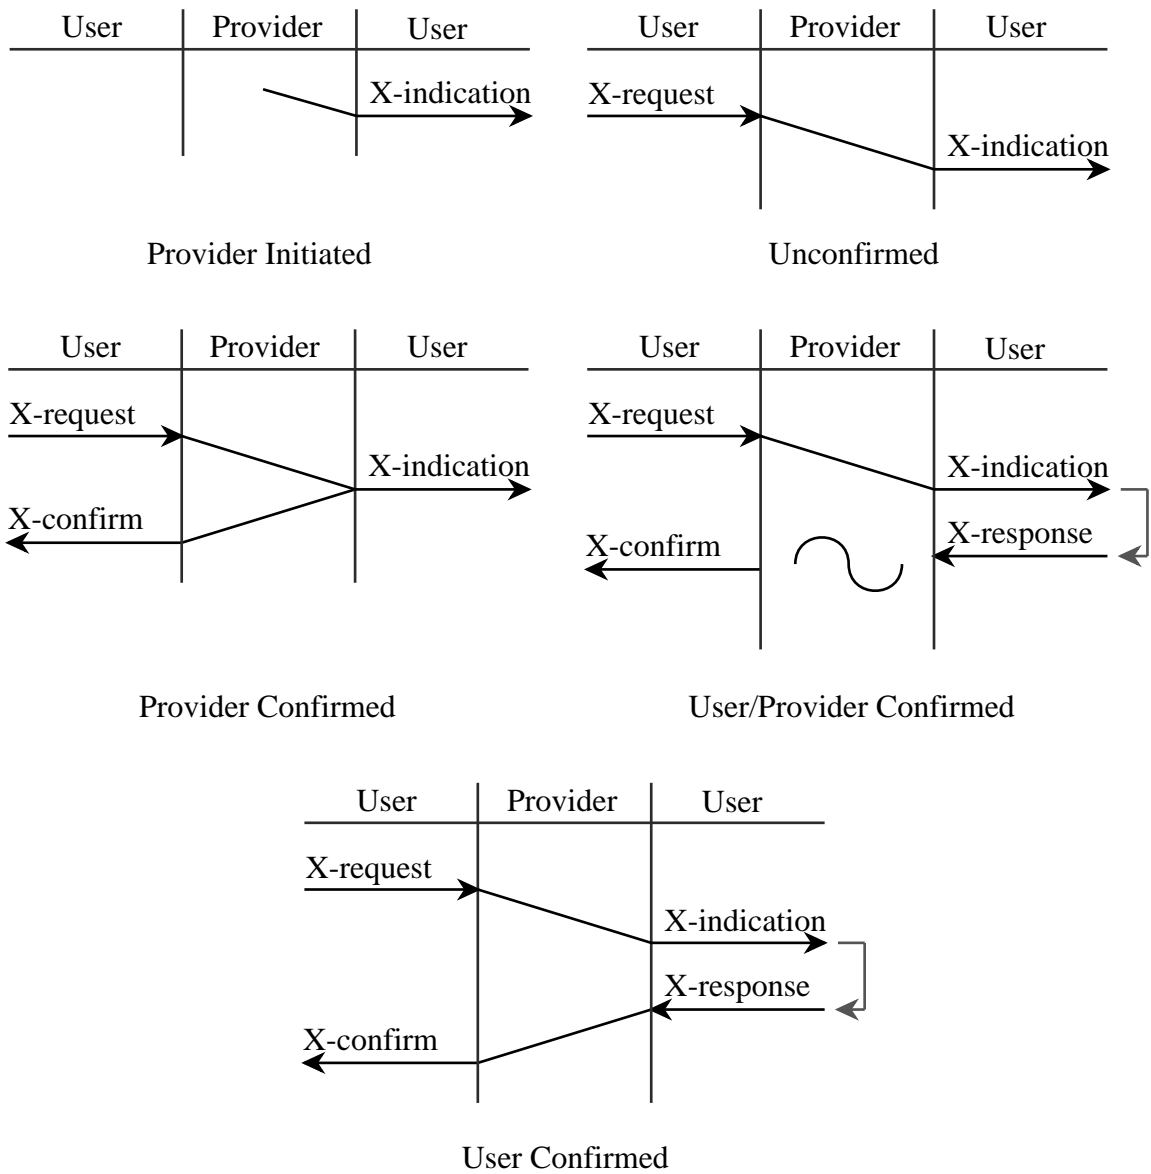 User Provider User
X-indication
Provider Initiated
User Provider User
X-request
X-indication
Unconfirmed
User Provider User
X-request
X-indication
X-confirm
Provider Confirmed
User Provider User
X-request
X-indication
X-response
X-confirm
User/Provider Confirmed
User Provider User
X-request
X-indication
X-response
X-confirm
User Confirmed